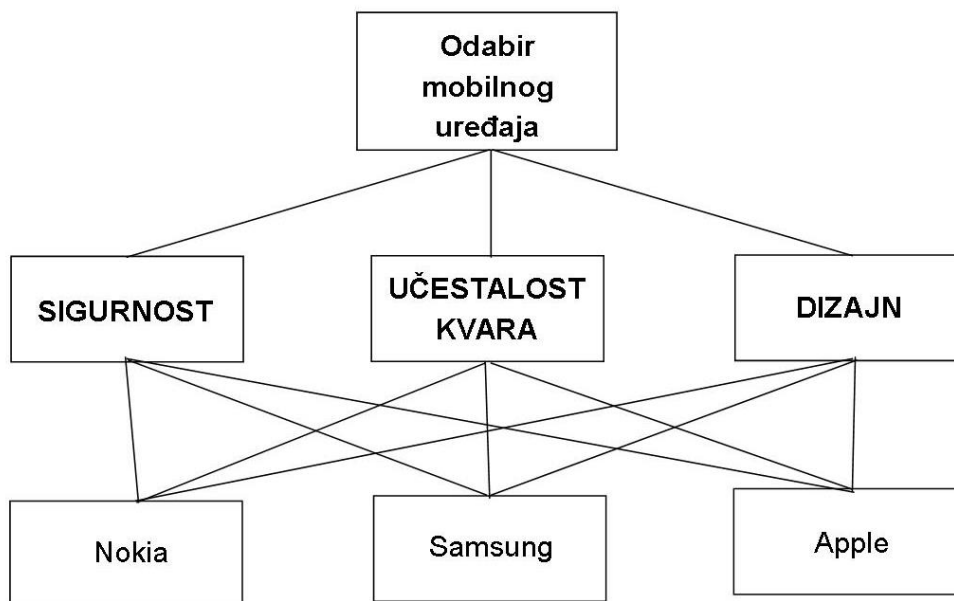 Odabir
mobilnog
uređaja
SIGURNOST
UČESTALOST
KVARA
DIZAJN
Nokia
Samsung
Apple